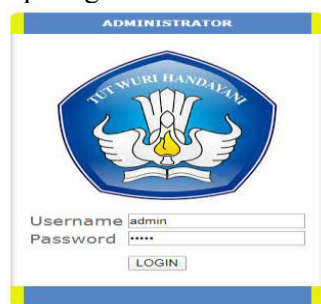 ADMINISTRATOR
TUT WURI HANDAYANI
Username admin
Password •••••
LOGIN